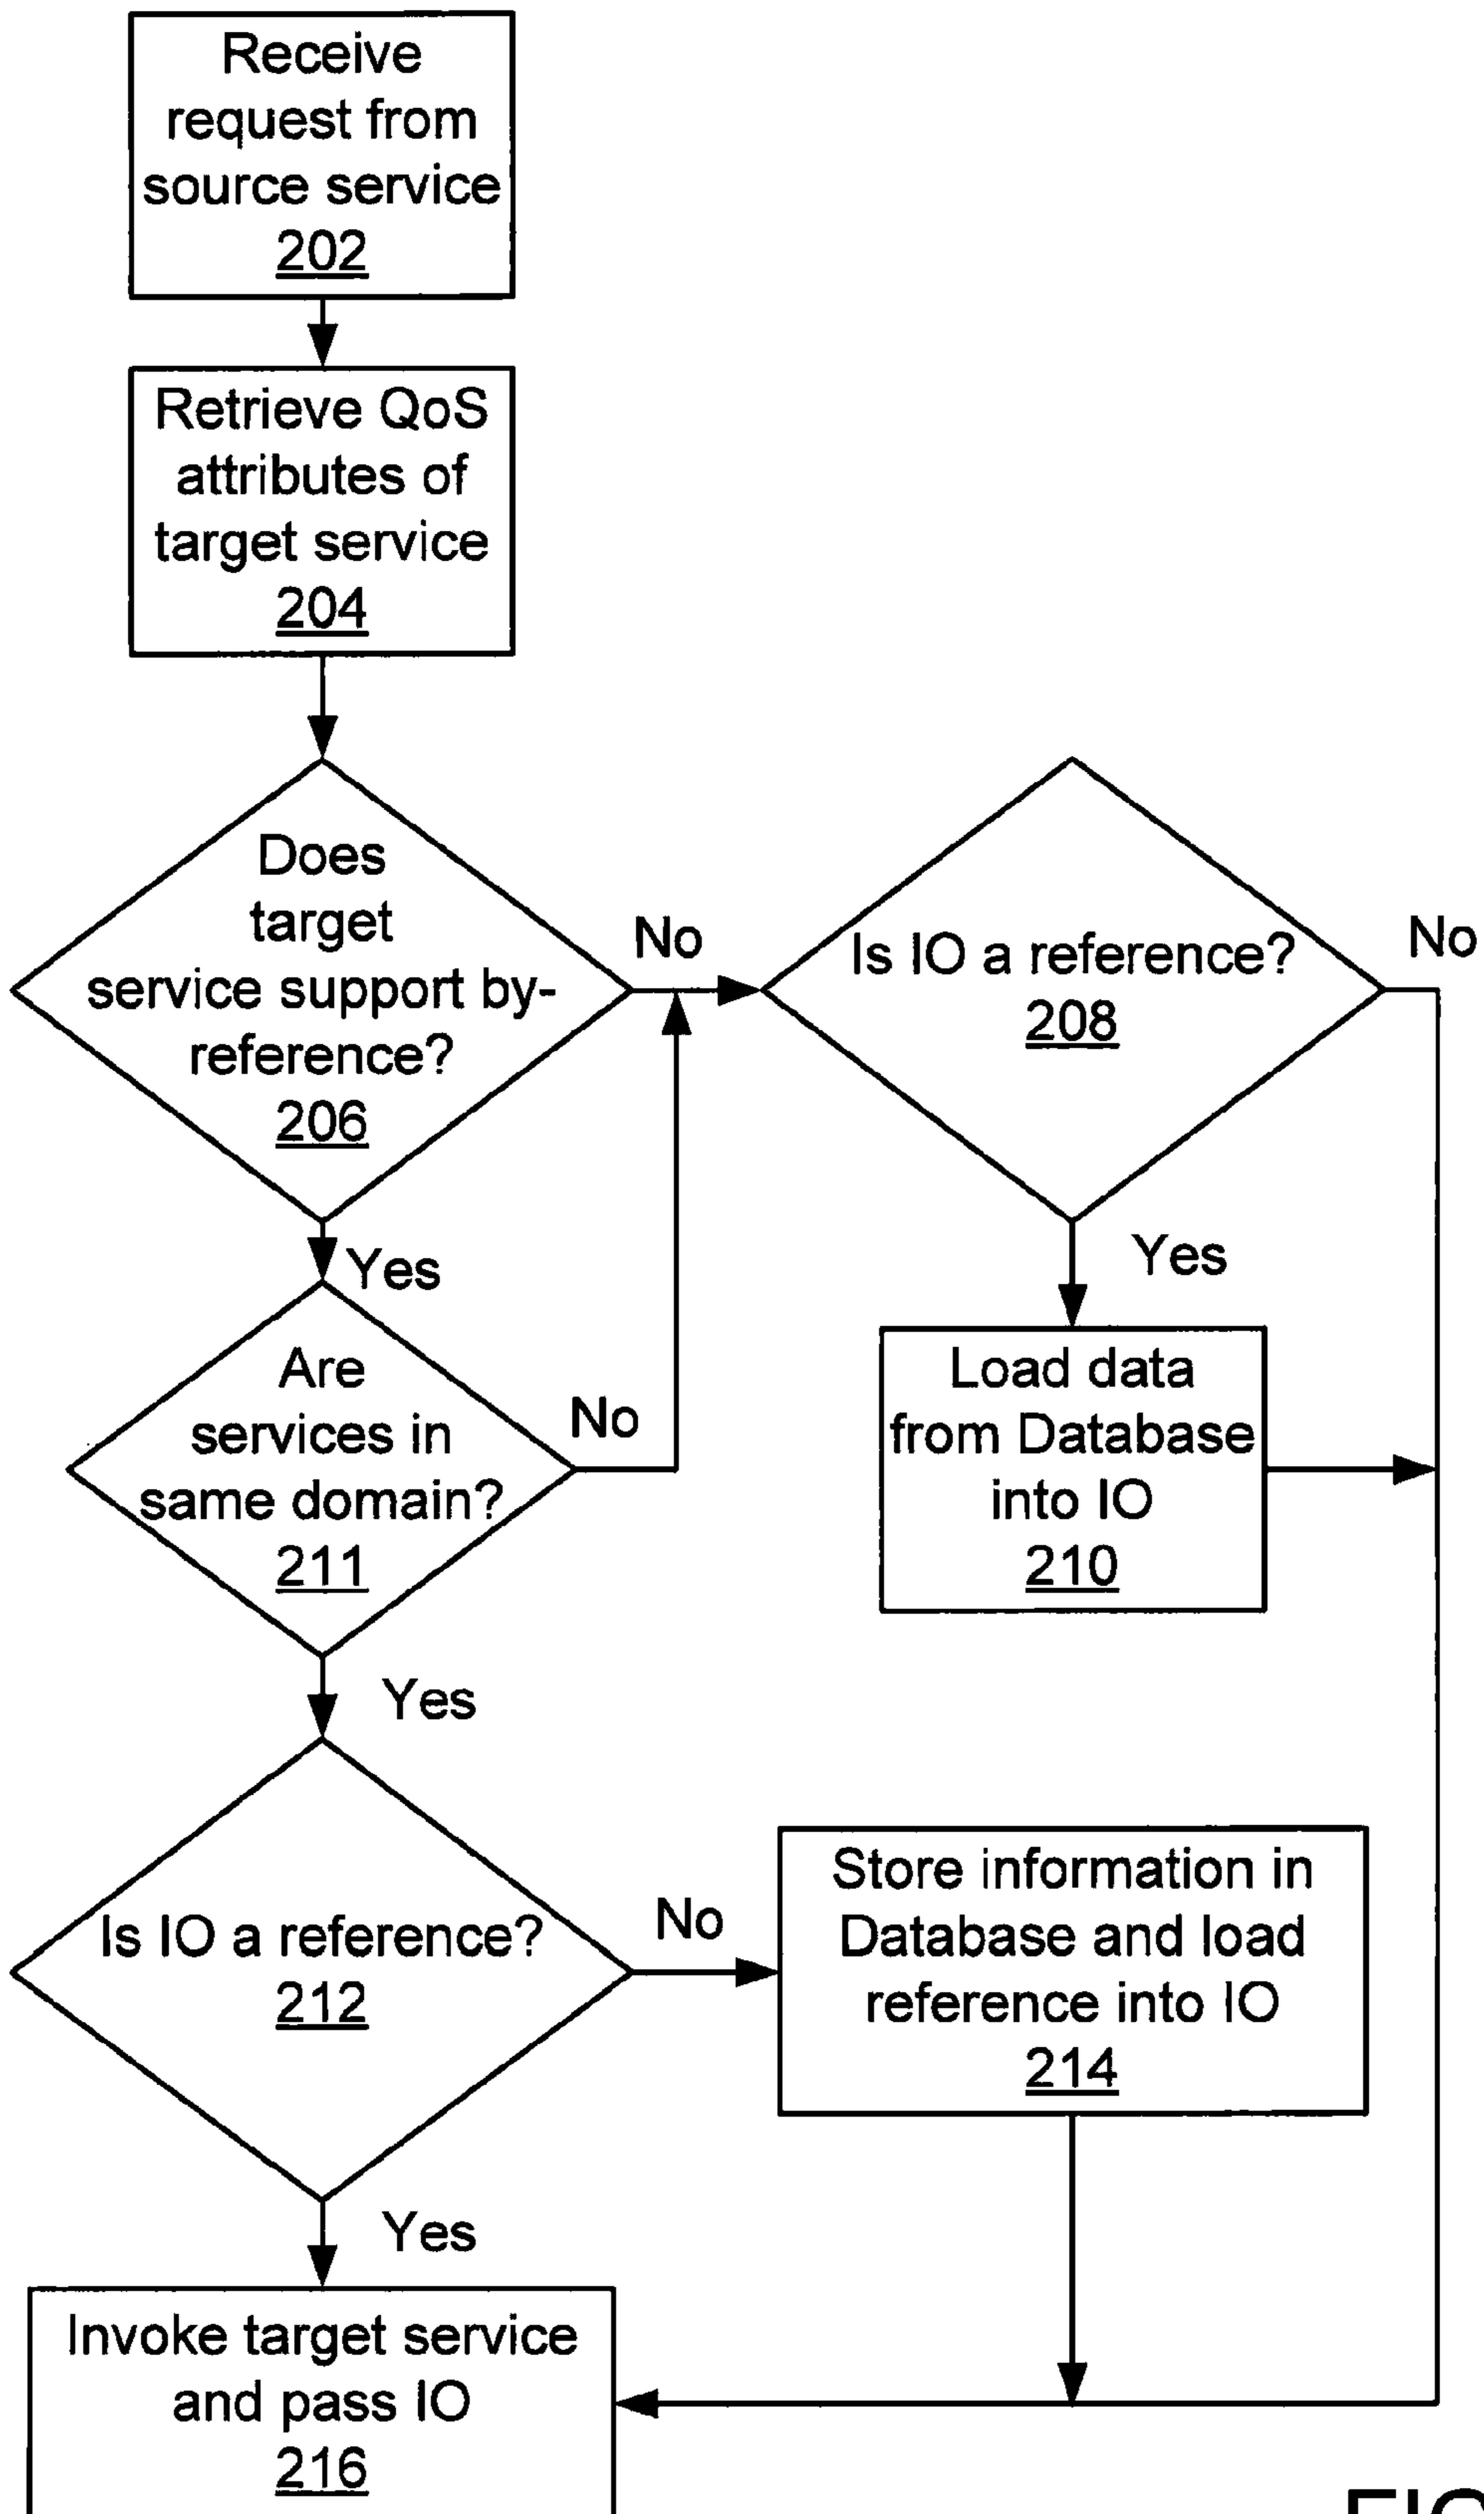 Receive
request from
source service
202
Retrieve QoS
attributes of
target service
204
Does
target
service support by-
reference?
206
No
Is IO a reference?
208
No
Yes
Yes
Are
services in
same domain?
211
No
Load data
from Database
into IO
210
Yes
Is IO a reference?
212
No
Store information in
Database and load
reference into IO
214
Yes
Invoke target service
and pass IO
216